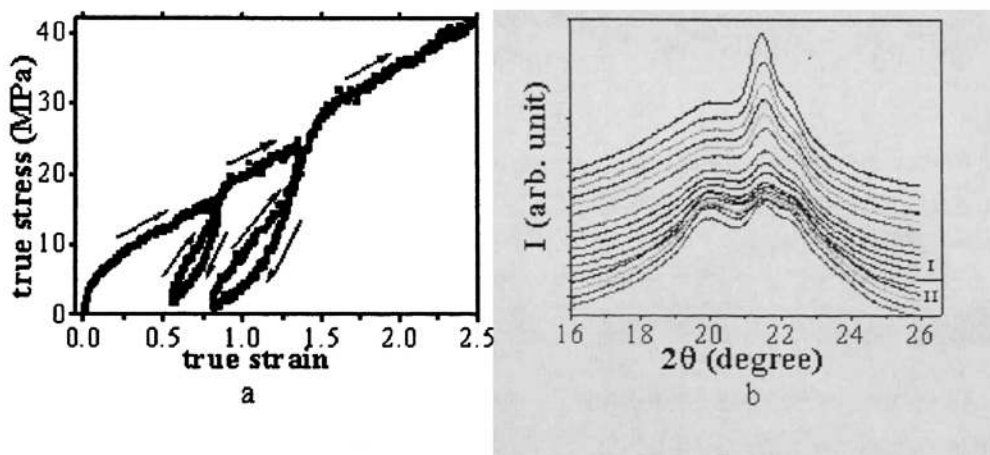 true stress (MPa)
40
30
20
10
0
0.0 0.5 1.0 1.5 2.0 2.5
true strain
a
I (arb. unit)
I
II
16 18 20 22 24 26
2θ (degree)
b